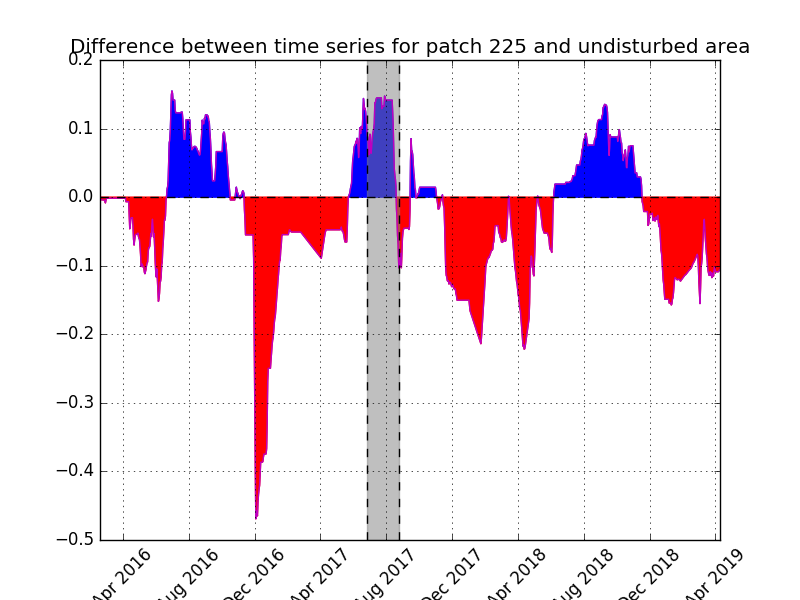 Difference between time series for patch 225 and undisturbed area
0.2
0.1
0.0
−0.1
−0.2
−0.3
−0.4
−0.5
Apr 2016
Aug 2016
Dec 2016
Apr 2017
Aug 2017
Dec 2017
Apr 2018
Aug 2018
Dec 2018
Apr 2019